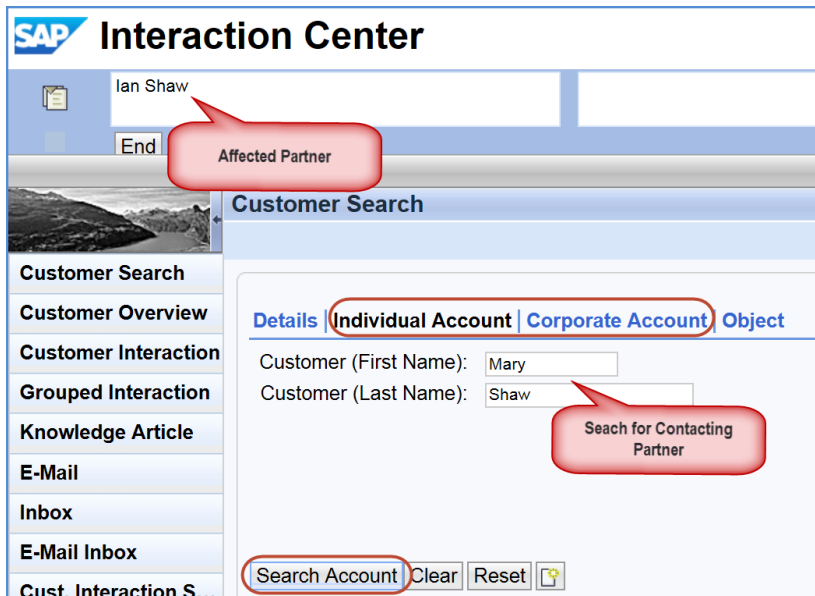 SAP Interaction Center
Ian Shaw
End
Affected Partner
Customer Search
Customer Search
Customer Overview
Customer Interaction
Grouped Interaction
Knowledge Article
E-Mail
Inbox
E-Mail Inbox
Cust. Interaction S...
Details | Individual Account | Corporate Account | Object
Customer (First Name): Mary
Customer (Last Name): Shaw
Seach for Contacting
Partner
Search Account Clear Reset